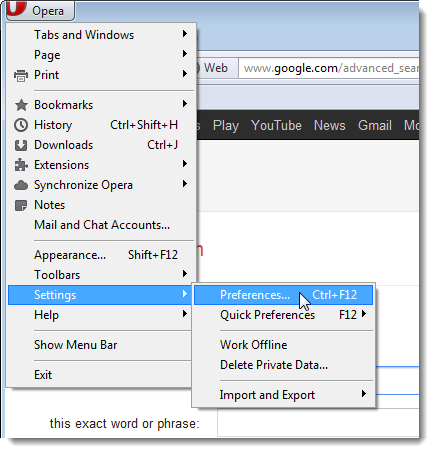 Opera
Tabs and Windows
Page
Print
Web www.google.com/advanced_sea
Bookmarks
History Ctrl+Shift+H
Play YouTube News Gmail Mo
Downloads Ctrl+J
Extensions
Synchronize Opera
Notes
Mail and Chat Accounts...
Appearance... Shift+F12
Toolbars
Settings
Preferences... Ctrl+F12
Help
Quick Preferences F12
Show Menu Bar
Work Offline
Delete Private Data...
Exit
Import and Export
this exact word or phrase: